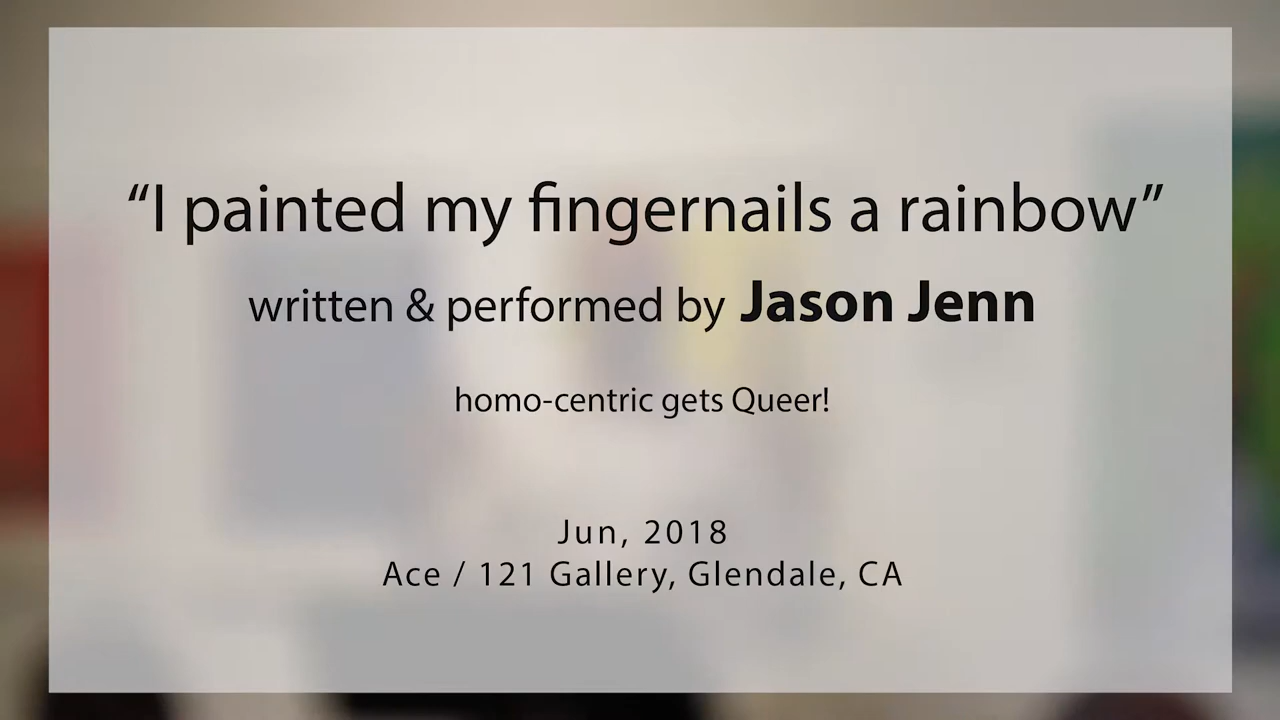 “I painted my fingernails a rainbow”
written & performed by Jason Jenn
homo-centric gets Queer!
Jun, 2018
Ace / 121 Gallery, Glendale, CA